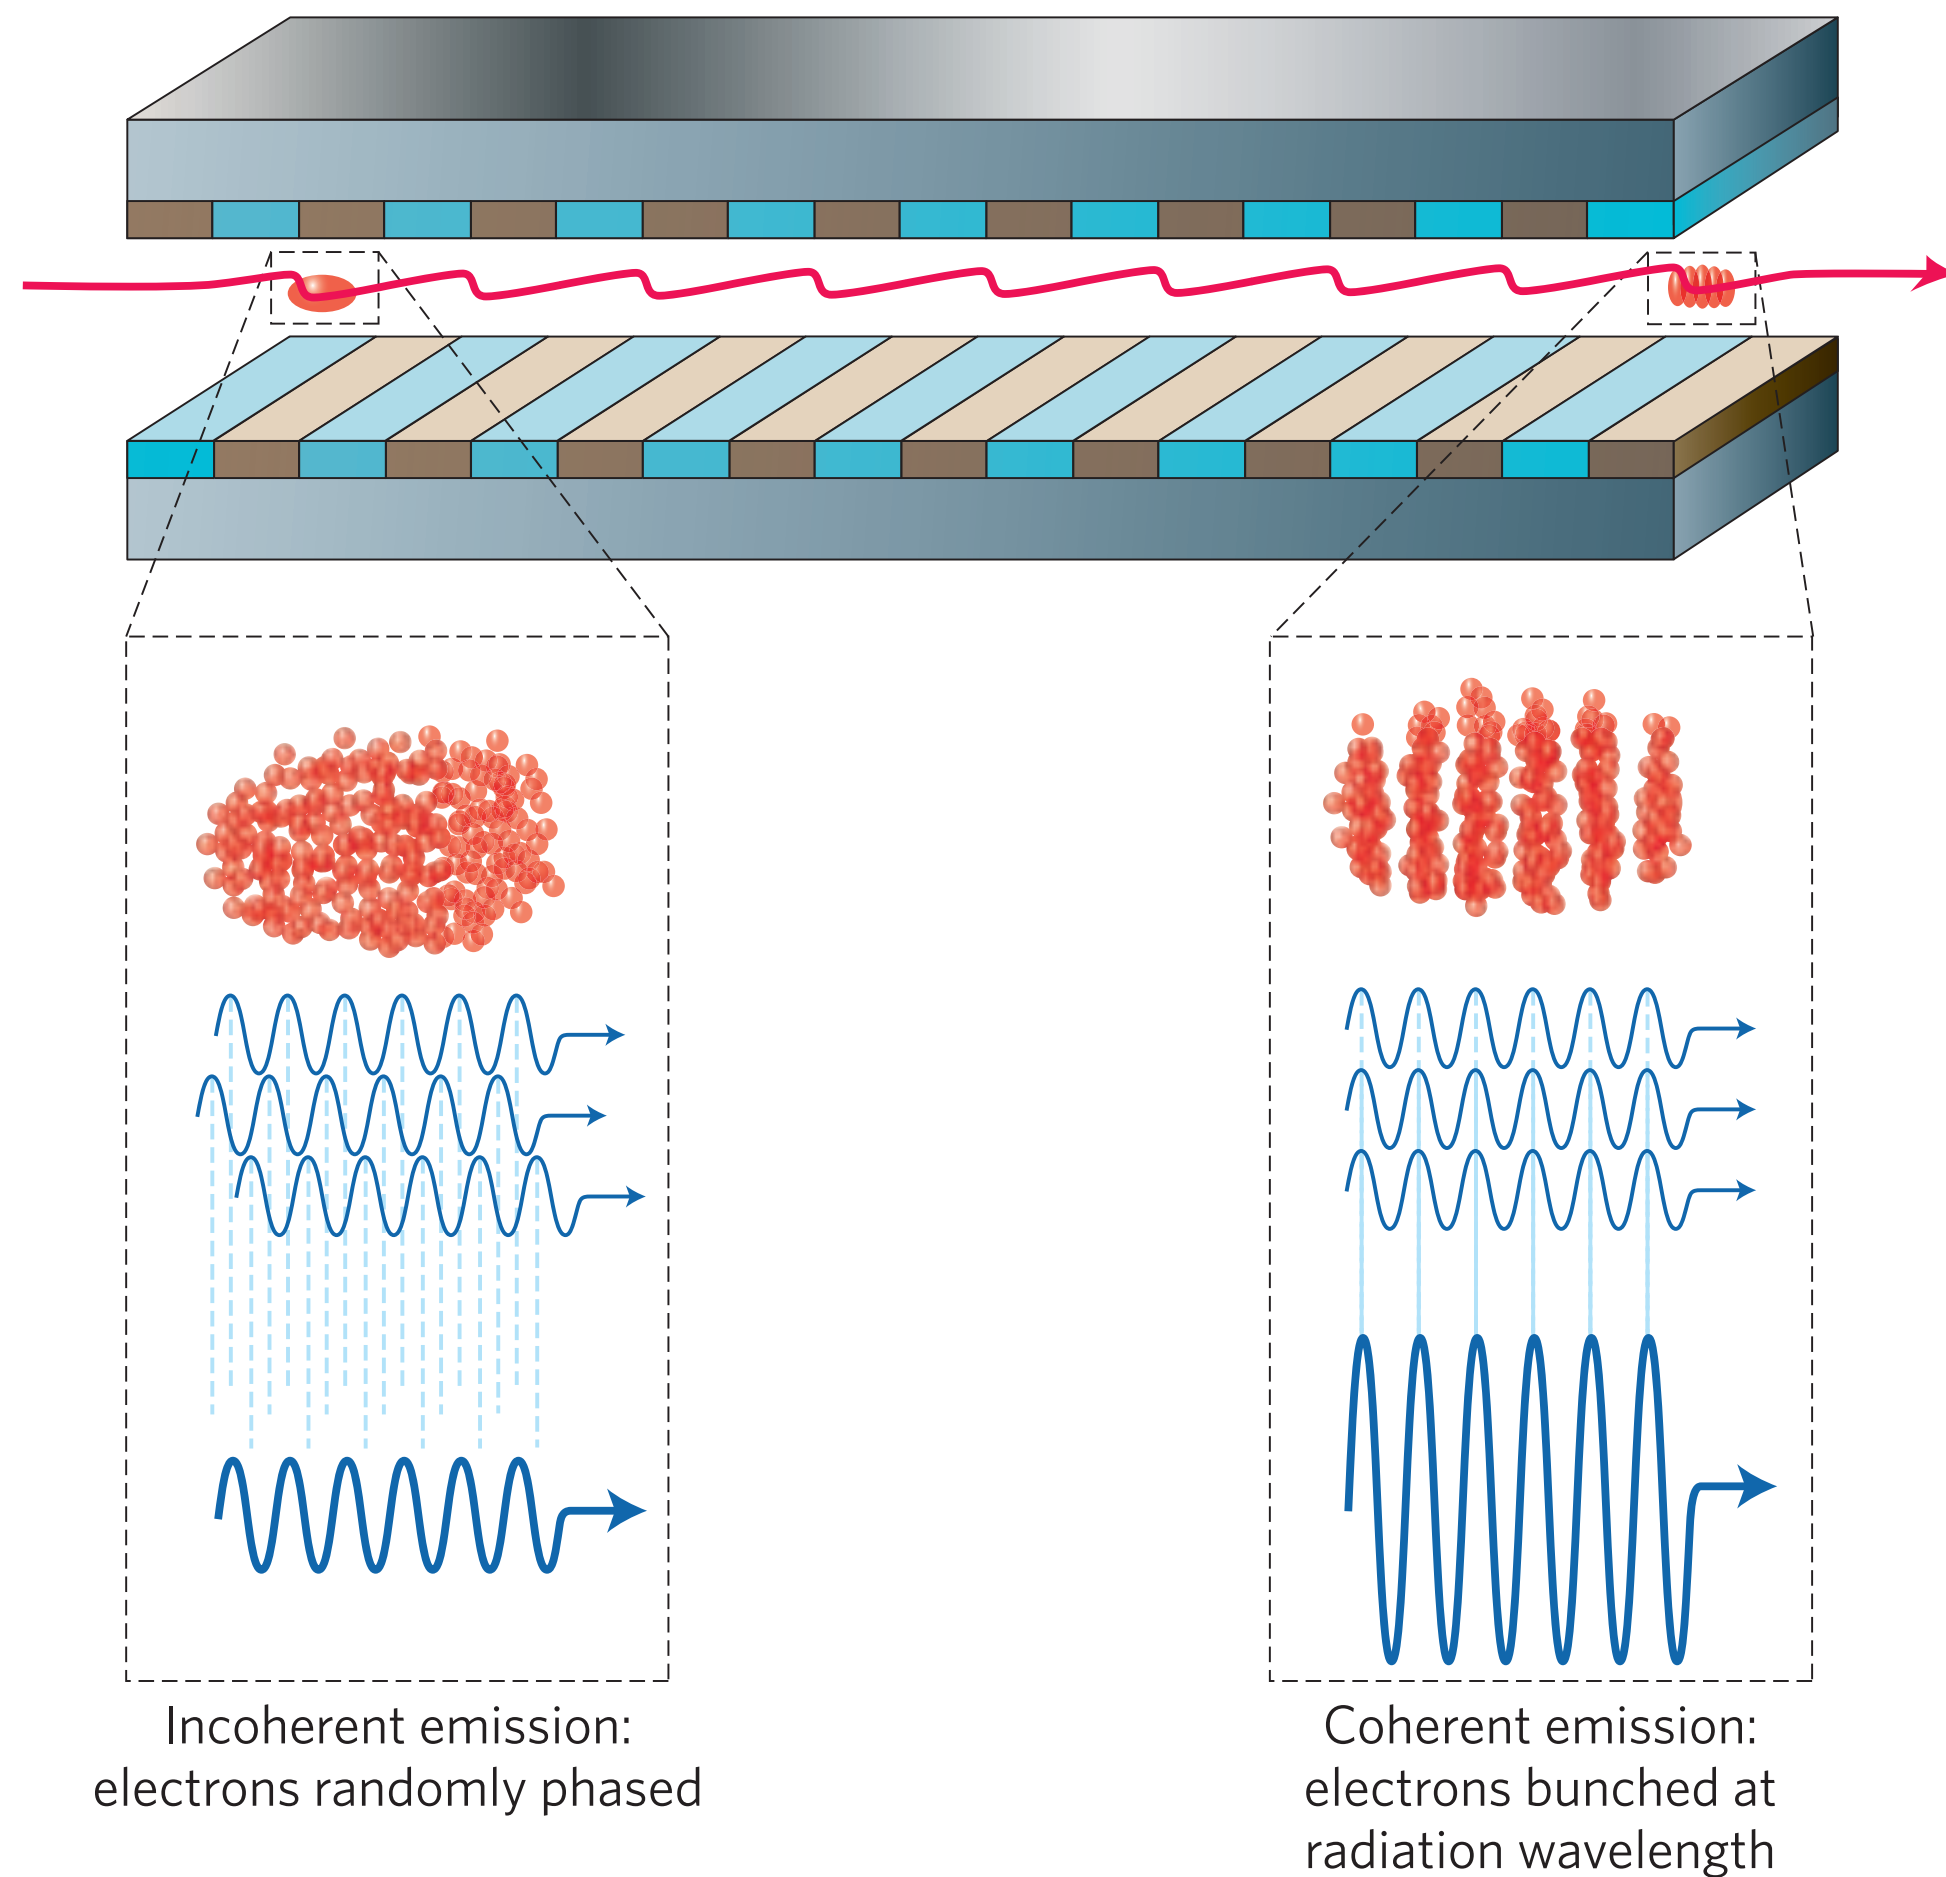 Incoherent emission:
electrons randomly phased
Coherent emission:
electrons bunched at
radiation wavelength